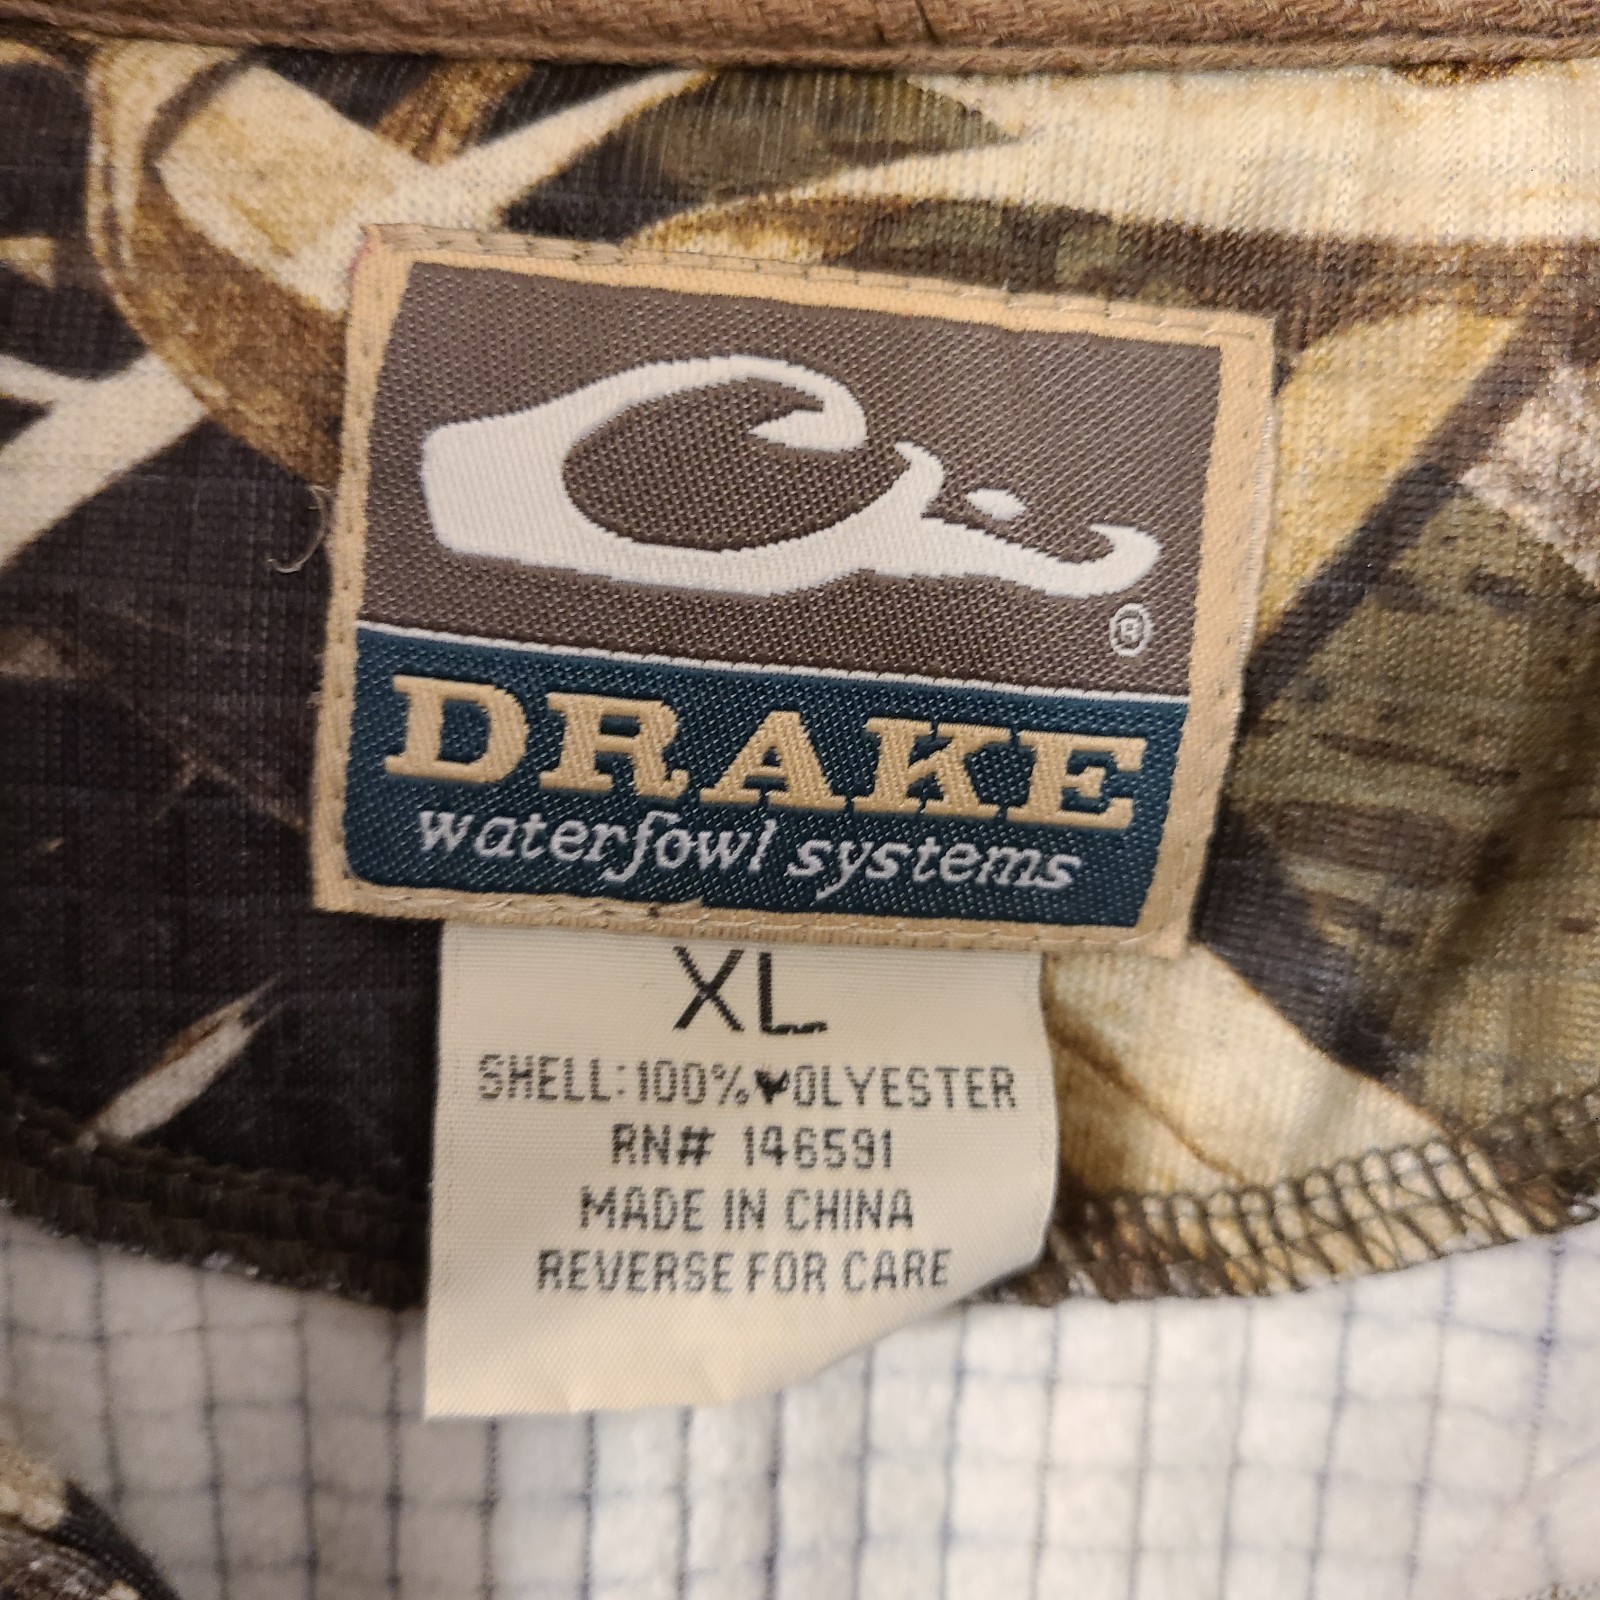 ®
DRAKE
waterfowl systems
XL
SHELL: 100% POLYESTER
RN# 146591
MADE IN CHINA
REVERSE FOR CARE